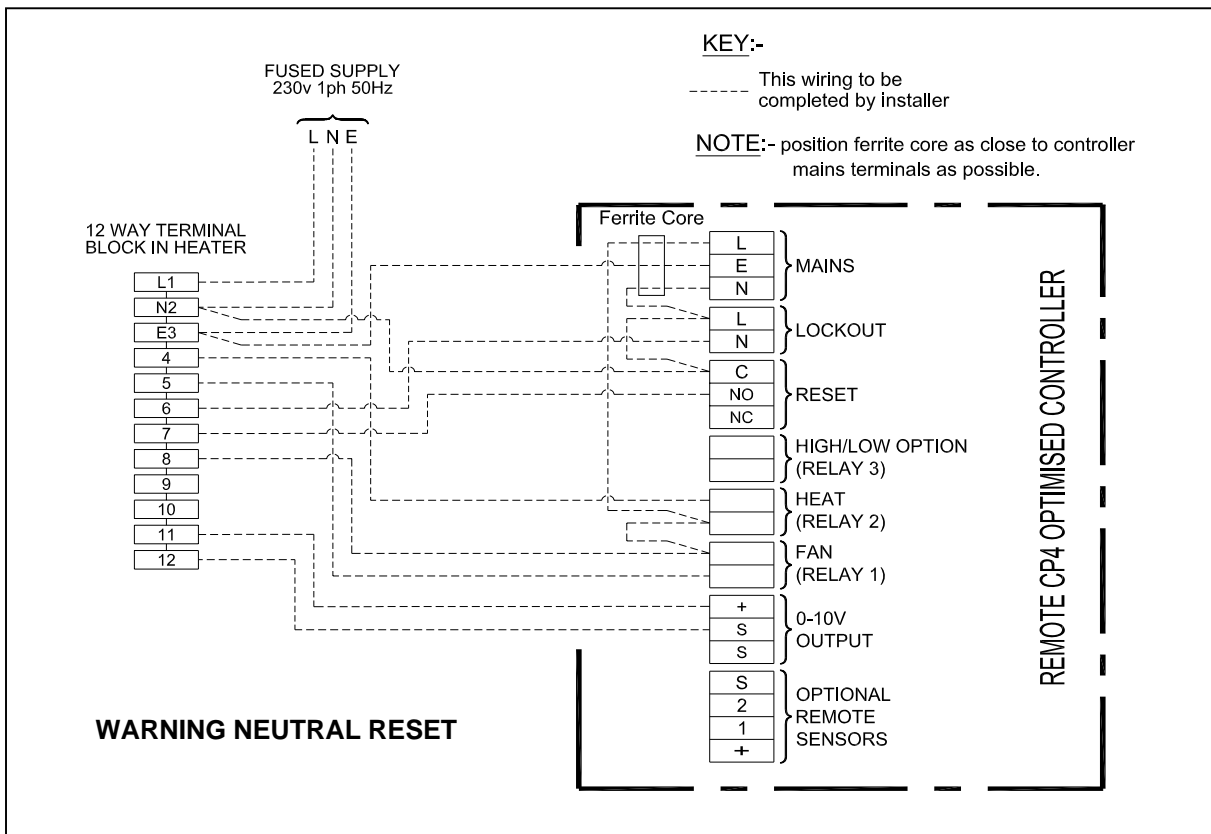 KEY:-
This wiring to be
completed by installer
NOTE:- position ferrite core as close to controller
mains terminals as possible.
FUSED SUPPLY
230v 1ph 50Hz
L N E
12 WAY TERMINAL
BLOCK IN HEATER
L1
N2
E3
4
5
6
7
8
9
10
11
12
Ferrite Core
L
E
N
MAINS
L
N
LOCKOUT
C
NO
NC
RESET
HIGH/LOW OPTION
(RELAY 3)
HEAT
(RELAY 2)
FAN
(RELAY 1)
+
S
S
0-10V
OUTPUT
S
2
1
+
OPTIONAL
REMOTE
SENSORS
REMOTE CP4 OPTIMISED CONTROLLER
WARNING NEUTRAL RESET